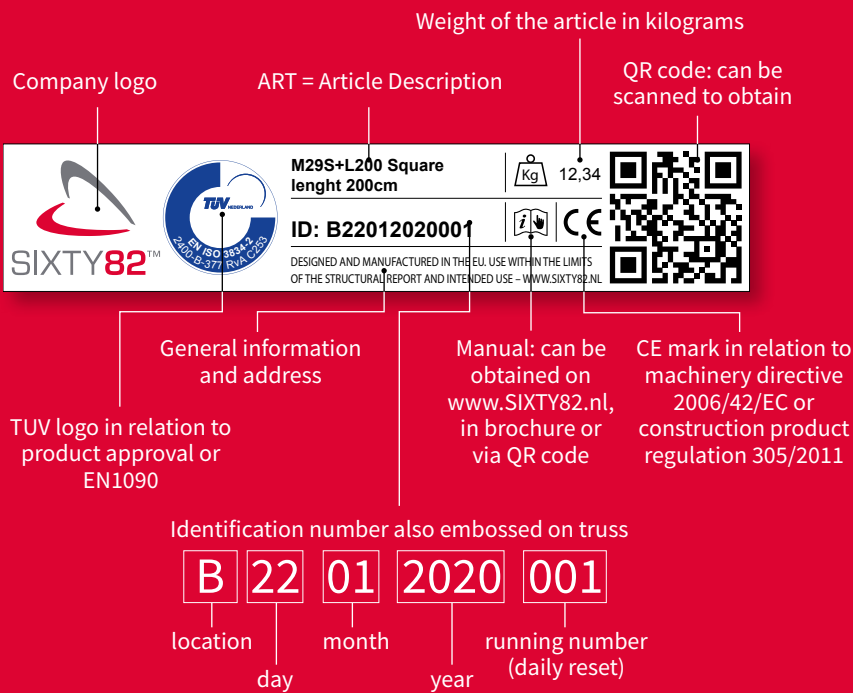 Weight of the article in kilograms
Company logo
ART = Article Description
QR code: can be
scanned to obtain
SIXTY82™
TUV NEDERLAND
EN ISO 3834-2
2400-B-377 RvA C253
M29S+L200 Square
lenght 200cm
Kg 12,34
ID: B22012020001
i
CE
DESIGNED AND MANUFACTURED IN THE EU. USE WITHIN THE LIMITS
OF THE STRUCTURAL REPORT AND INTENDED USE – WWW.SIXTY82.NL
General information
and address
Manual: can be
obtained on
www.SIXTY82.nl,
in brochure or
via QR code
CE mark in relation to
machinery directive
2006/42/EC or
construction product
regulation 305/2011
TUV logo in relation to
product approval or
EN1090
Identification number also embossed on truss
B 22 01 2020 001
location
day
month
year
running number
(daily reset)